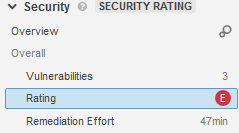 Security ? SECURITY RATING
Overview
Overall
Vulnerabilities 3
Rating E
Remediation Effort 47min